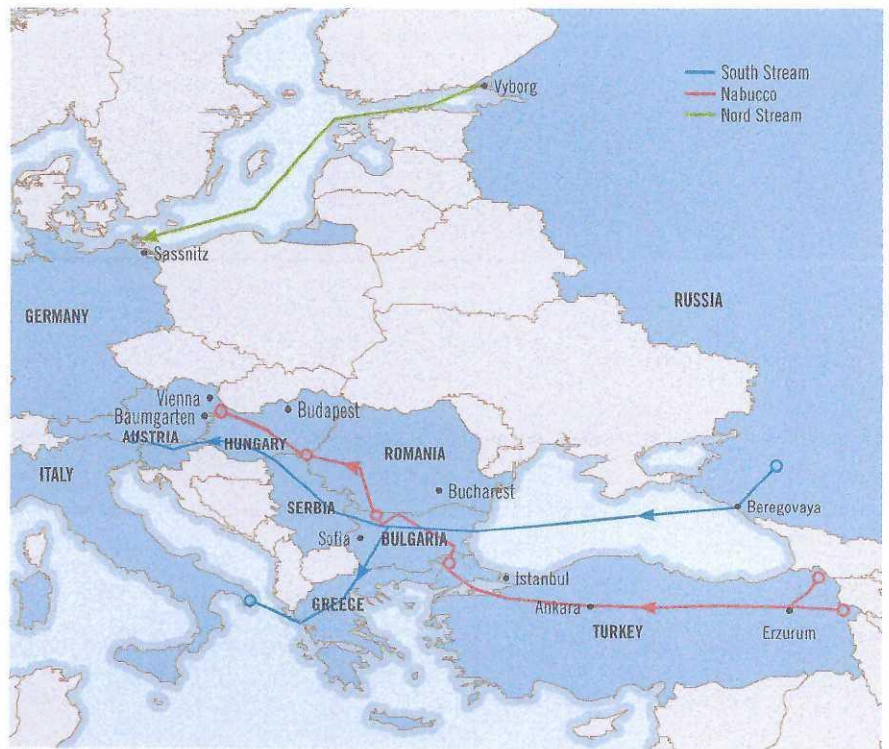 South Stream
Nabucco
Nord Stream
Vyborg
Sassnitz
GERMANY
RUSSIA
Vienna
Baumgarten
Budapest
AUSTRIA
HUNGARY
ROMANIA
ITALY
Bucharest
SERBIA
Beregovaya
Sofia
BULGARIA
İstanbul
GREECE
Ankara
Erzurum
TURKEY